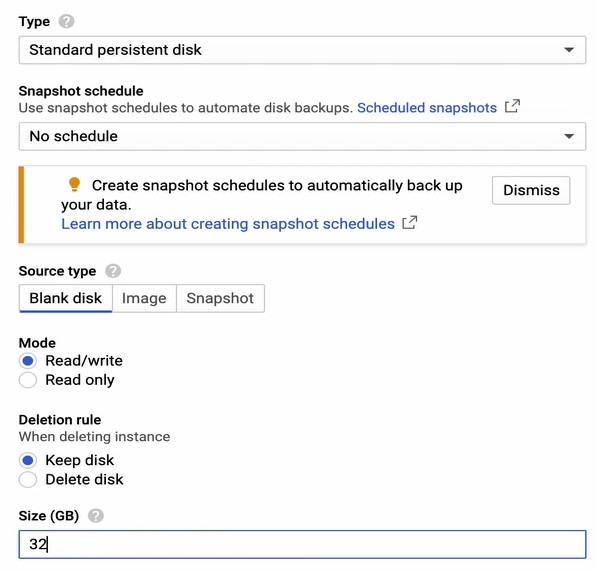 Type ?
Standard persistent disk
Snapshot schedule
Use snapshot schedules to automate disk backups. Scheduled snapshots
No schedule
Create snapshot schedules to automatically back up
your data.
Learn more about creating snapshot schedules
Dismiss
Source type ?
Blank disk Image Snapshot
Mode
Read/write
Read only
Deletion rule
When deleting instance
Keep disk
Delete disk
Size (GB) ?
32